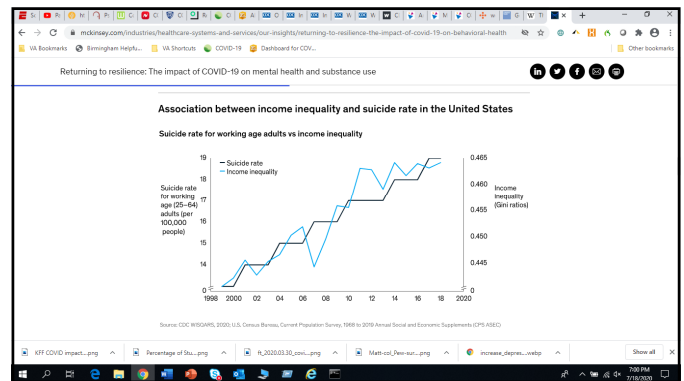 mckinsey.com/industries/healthcare-systems-and-services/our-insights/returning-to-resilience-the-impact-of-covid-19-on-behavioral-health
VA Bookmarks Birmingham Helpfu... VA Shortcuts COVID-19 Dashboard for COV... Other bookmarks
Returning to resilience: The impact of COVID-19 on mental health and substance use
Association between income inequality and suicide rate in the United States
Suicide rate for working age adults vs income inequality
Suicide rate
for working
age (25–64)
adults (per
100,000
people)
19
18
17
16
15
14
0
Suicide rate
Income inequality
0.465
0.460
0.455
0.450
0.445
0
Income
Inequality
(Gini ratios)
1998 2000 02 04 06 08 10 12 14 16 18 2020
Source: CDC WISQARS, 2020; U.S. Census Bureau, Current Population Survey, 1968 to 2019 Annual Social and Economic Supplements (CPS ASEC)
KFF COVID impact....png Percentage of Stu....png ft_2020.03.30_covi....png Matt-col_Pew-sur....png increase_depres....webp Show all
7:00 PM
7/18/2020